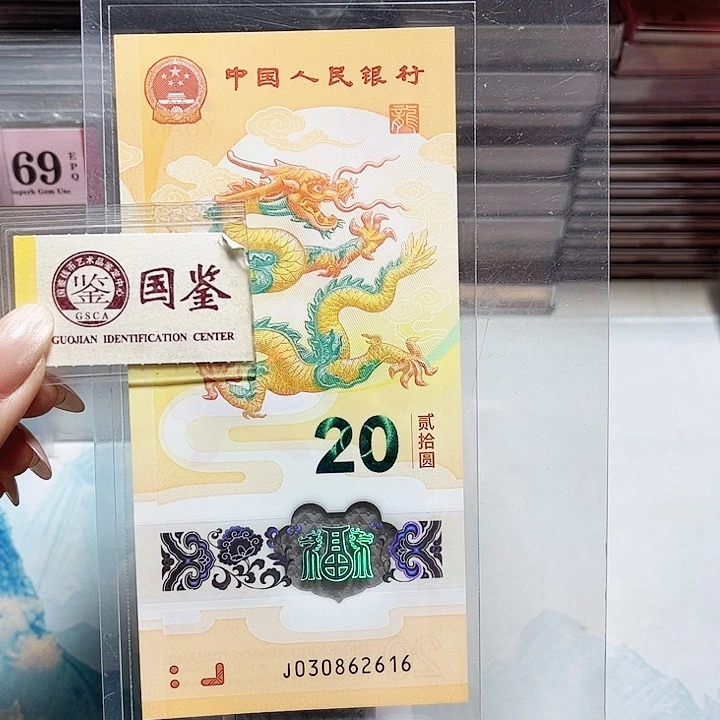 中国人民银行
龍
69
EPQ
Superb Gem Unc
鉴
GSCA
国鉴
GUOJIAN IDENTIFICATION CENTER
20
贰拾圆
福
J030862616